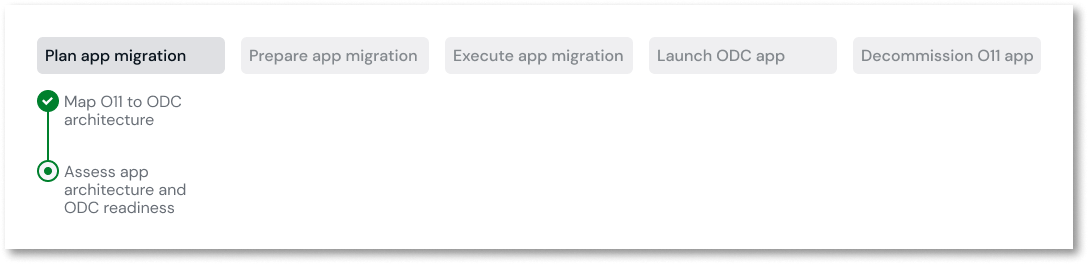 Plan app migration
Prepare app migration
Execute app migration
Launch ODC app
Decommission O11 app
Map O11 to ODC
architecture
Assess app
architecture and
ODC readiness